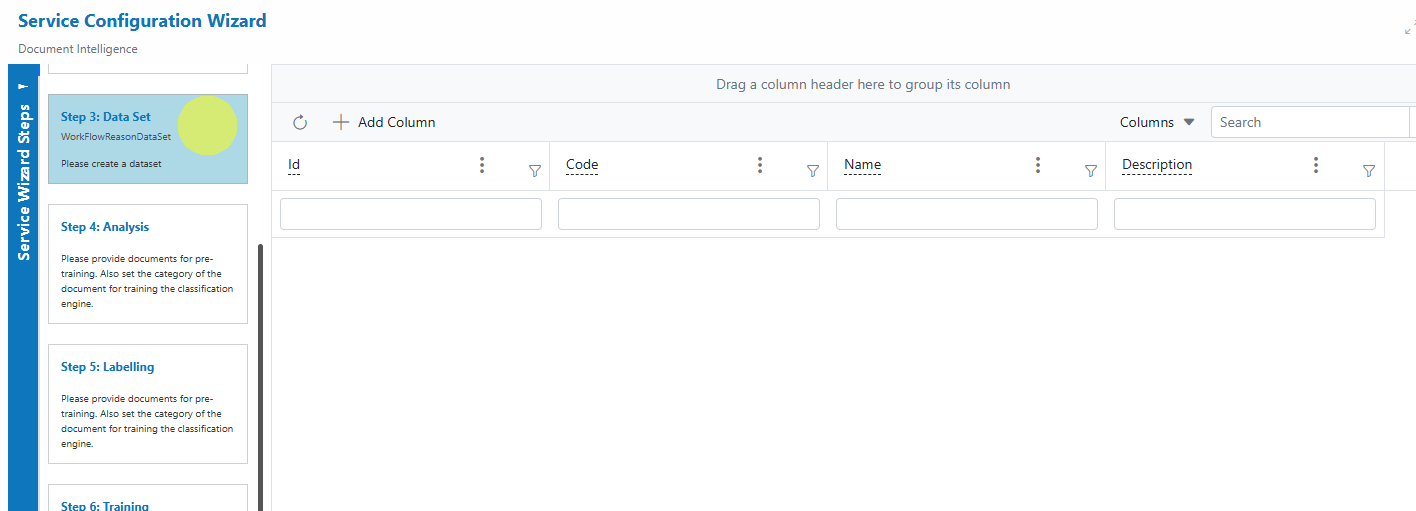 Service Configuration Wizard
Document Intelligence
Service Wizard Steps
Step 3: Data Set
WorkFlowReasonDataSet
Please create a dataset
Step 4: Analysis
Please provide documents for pre-
training. Also set the category of the
document for training the classification
engine.
Step 5: Labelling
Please provide documents for pre-
training. Also set the category of the
document for training the classification
engine.
Step 6: Training
Drag a column header here to group its column
Add Column
Columns
Search
Id
Code
Name
Description